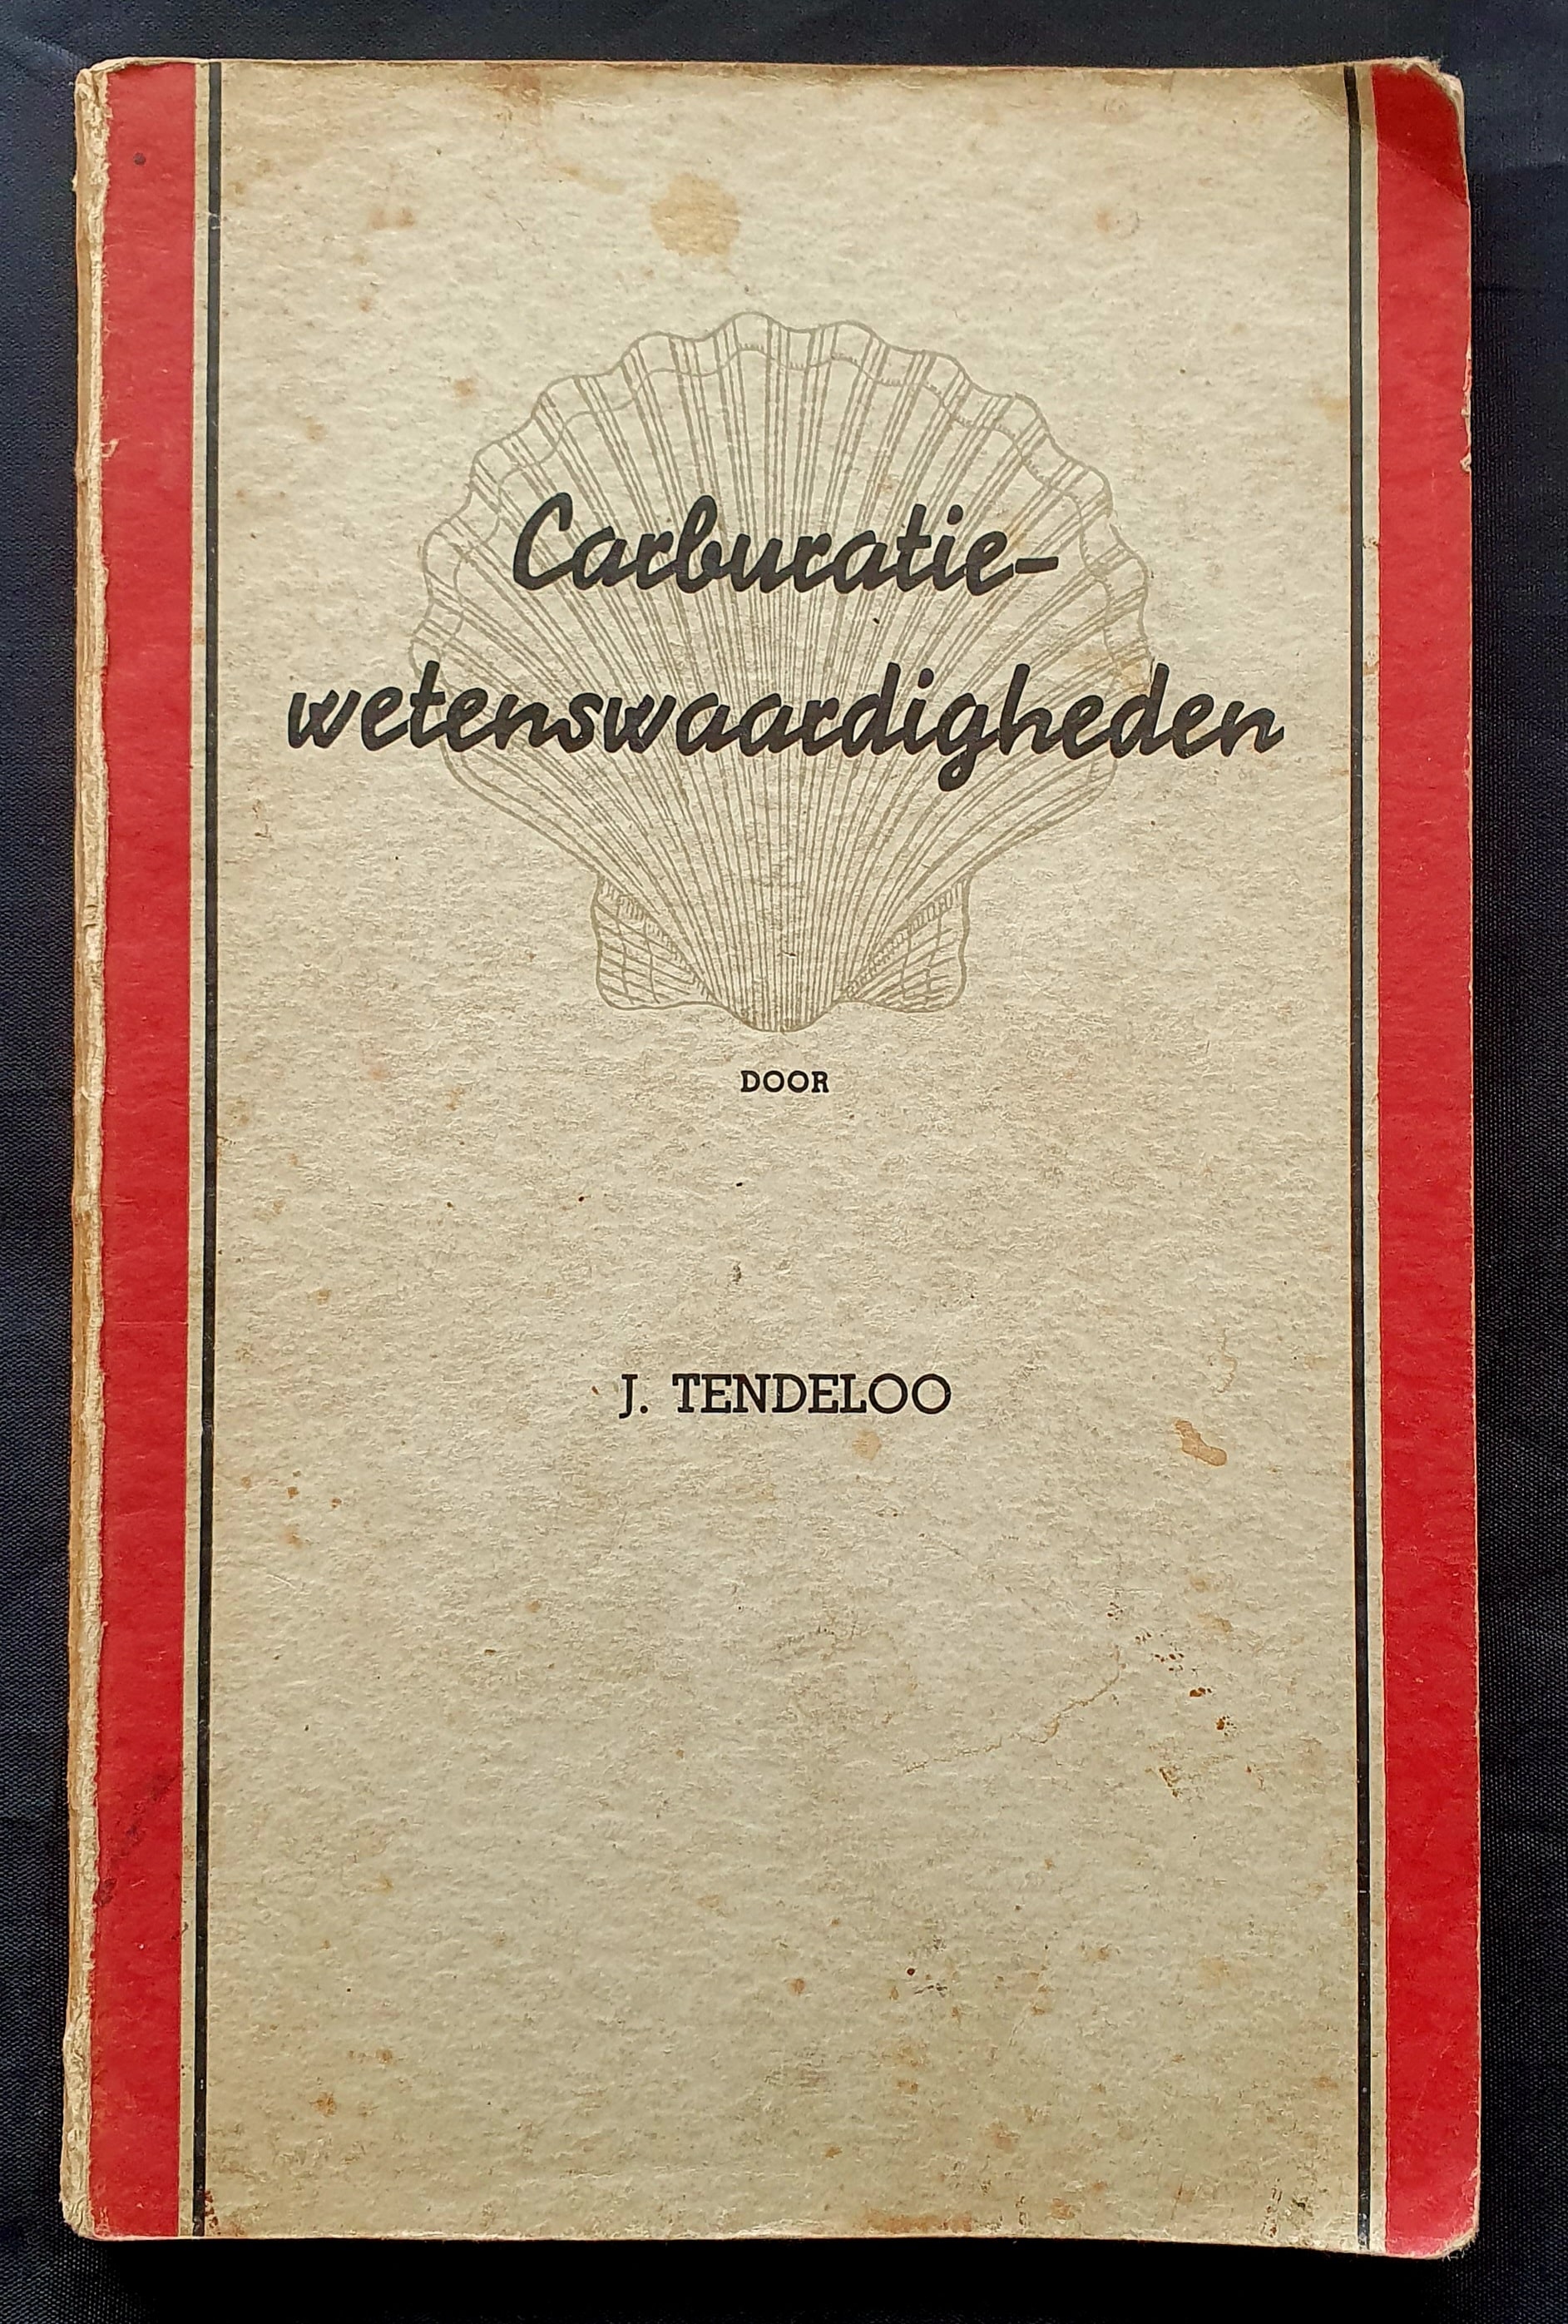 Carburatie-
wetenswaardigheden
DOOR
J. TENDELOO